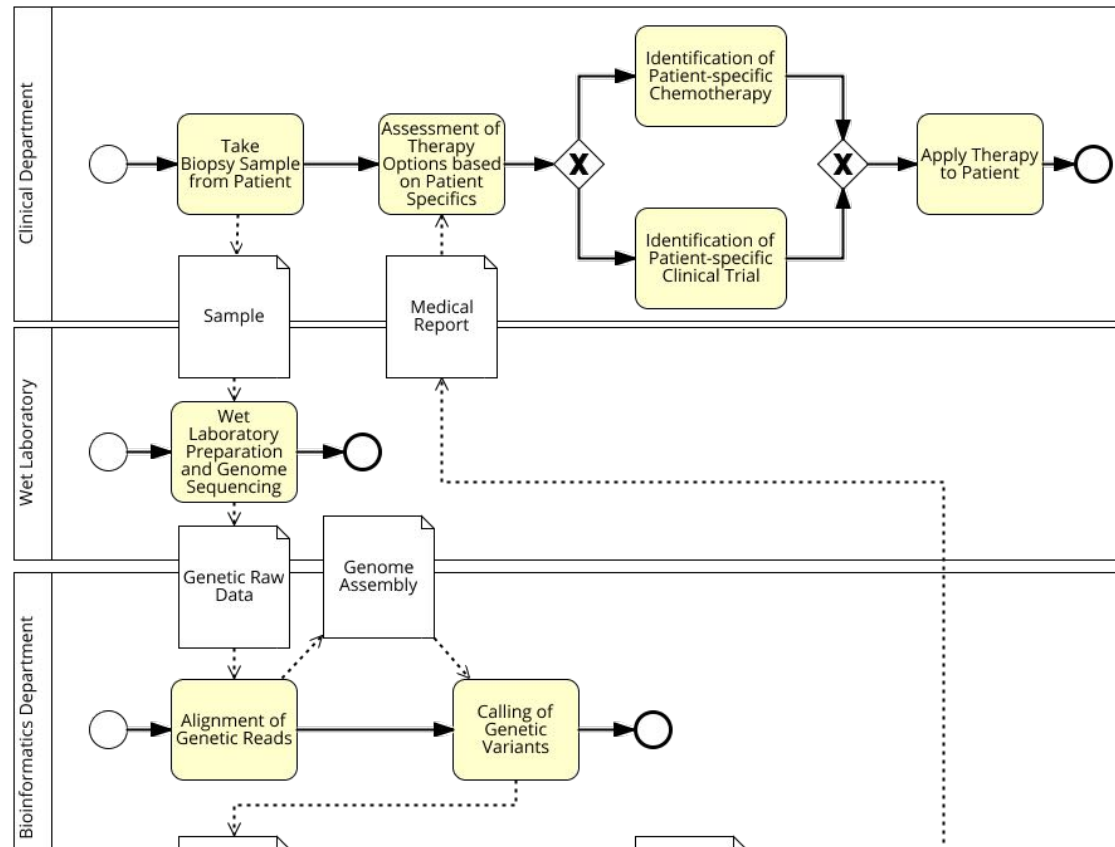 Clinical Department
Take
Biopsy Sample
from Patient
Assessment of
Therapy
Options based
on Patient
Specifics
X
Identification of
Patient-specific
Chemotherapy
Identification of
Patient-specific
Clinical Trial
X
Apply Therapy
to Patient
Sample
Medical
Report
Wet Laboratory
Wet
Laboratory
Preparation
and Genome
Sequencing
Genetic Raw
Data
Genome
Assembly
Bioinformatics Department
Alignment of
Genetic Reads
Calling of
Genetic
Variants